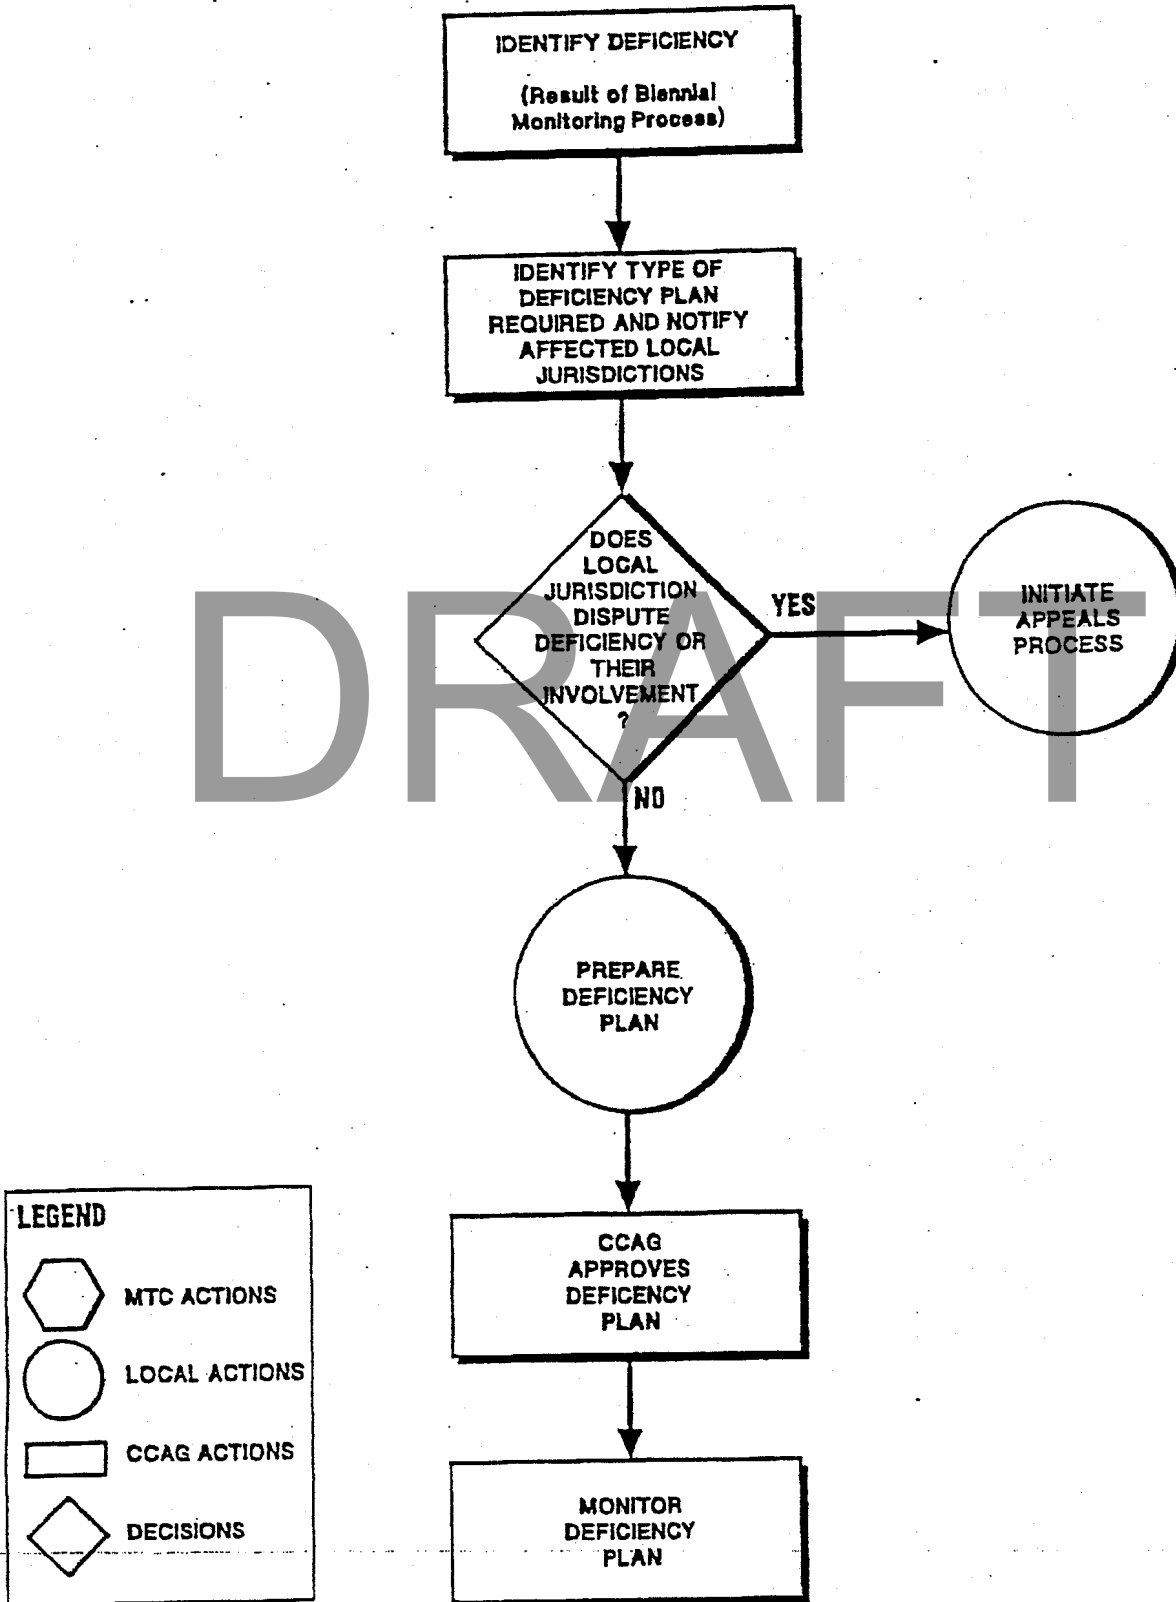 IDENTIFY DEFICIENCY
(Result of Biennial
Monitoring Process)
IDENTIFY TYPE OF
DEFICIENCY PLAN
REQUIRED AND NOTIFY
AFFECTED LOCAL
JURISDICTIONS
DOES
LOCAL
JURISDICTION
DISPUTE
DEFICIENCY OR
THEIR
INVOLVEMENT
?
YES
INITIATE
APPEALS
PROCESS
DRAFT
NO
PREPARE
DEFICIENCY
PLAN
CCAG
APPROVES
DEFICENCY
PLAN
MONITOR
DEFICIENCY
PLAN
LEGEND
MTC ACTIONS
LOCAL ACTIONS
CCAG ACTIONS
DECISIONS